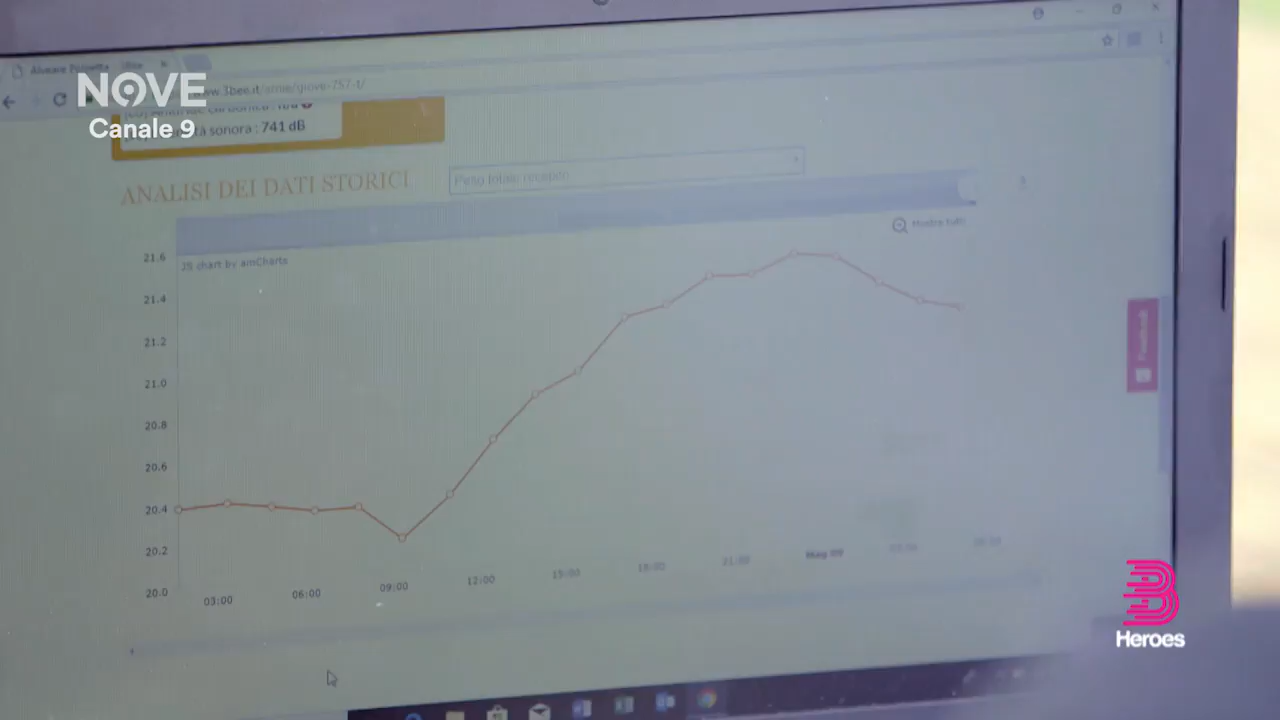 NOVE
Canale 9
www.3bee.it/
sonora : 741 dB
ANALISI DEI DATI STORICI
Peso totale
Mostra tutti
JS chart by amCharts
21.6
21.4
21.2
21.0
20.8
20.6
20.4
20.2
20.0
03:00 06:00 09:00 12:00 15:00 18:00 21:00 Mag 09
Feedback
Heroes